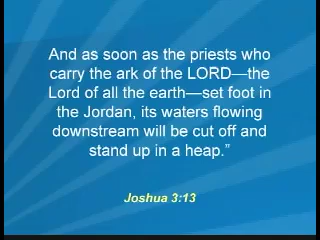 And as soon as the priests who
carry the ark of the LORD—the
Lord of all the earth—set foot in
the Jordan, its waters flowing
downstream will be cut off and
stand up in a heap.”
Joshua 3:13